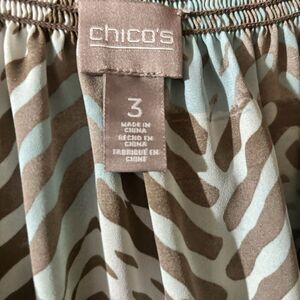 chico's
3
MADE IN
CHINA
HECHO EN
CHINA
FABRIQUÉ EN
CHINE